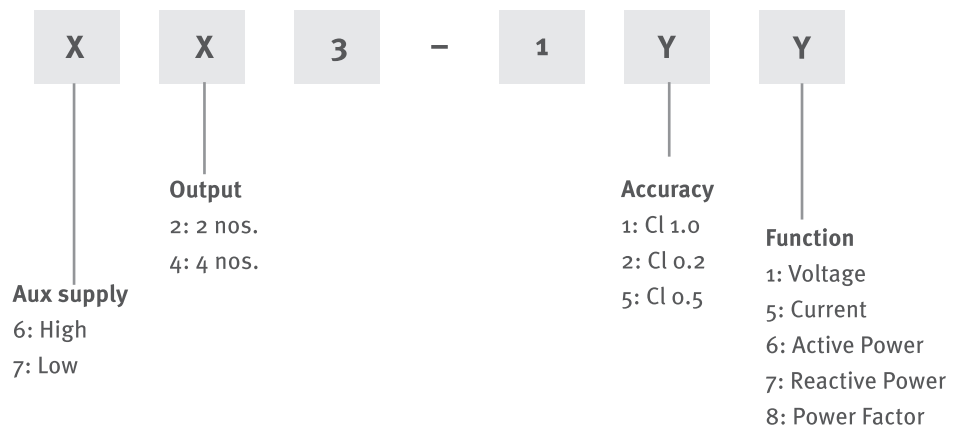 X X 3 – 1 Y Y
Aux supply
6: High
7: Low
Output
2: 2 nos.
4: 4 nos.
Accuracy
1: Cl 1.0
2: Cl 0.2
5: Cl 0.5
Function
1: Voltage
5: Current
6: Active Power
7: Reactive Power
8: Power Factor